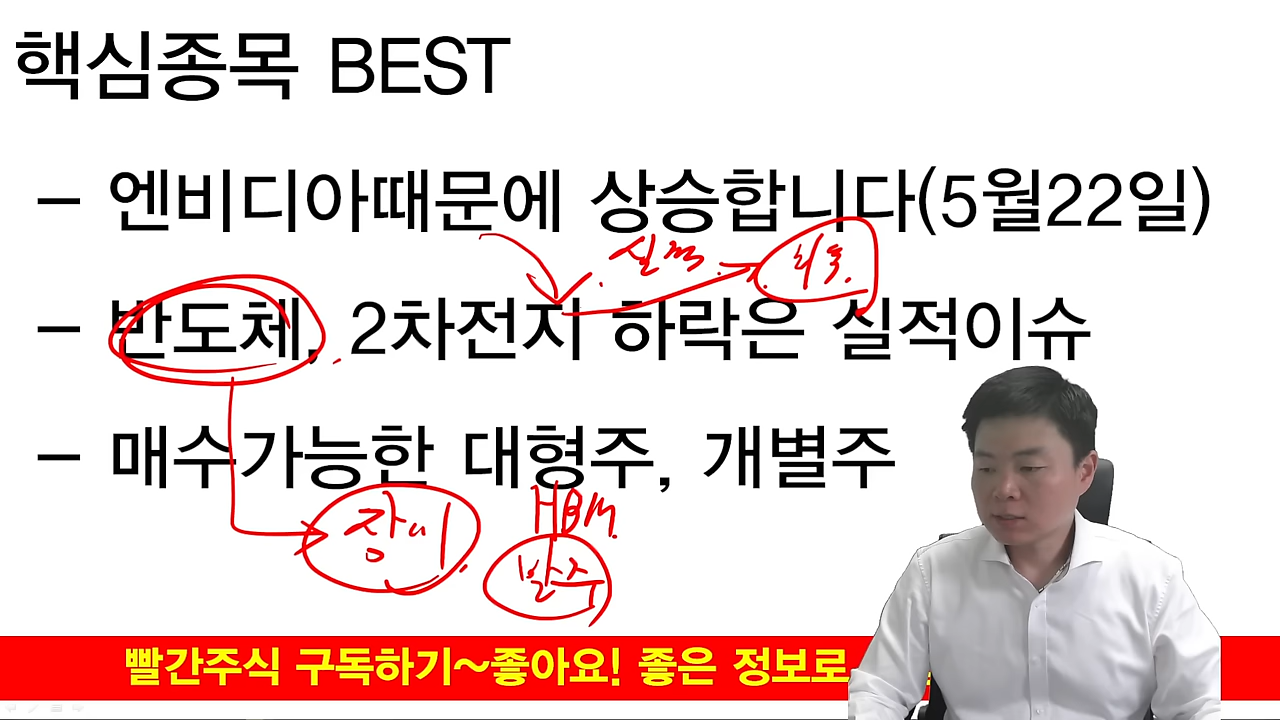 핵심종목 BEST
- 엔비디아때문에 상승합니다(5월22일)
실적
- 반도체, 2차전지 하락은 실적이슈
- 매수가능한 대형주, 개별주
장비
HBM
발주
빨간주식 구독하기~좋아요! 좋은 정보로